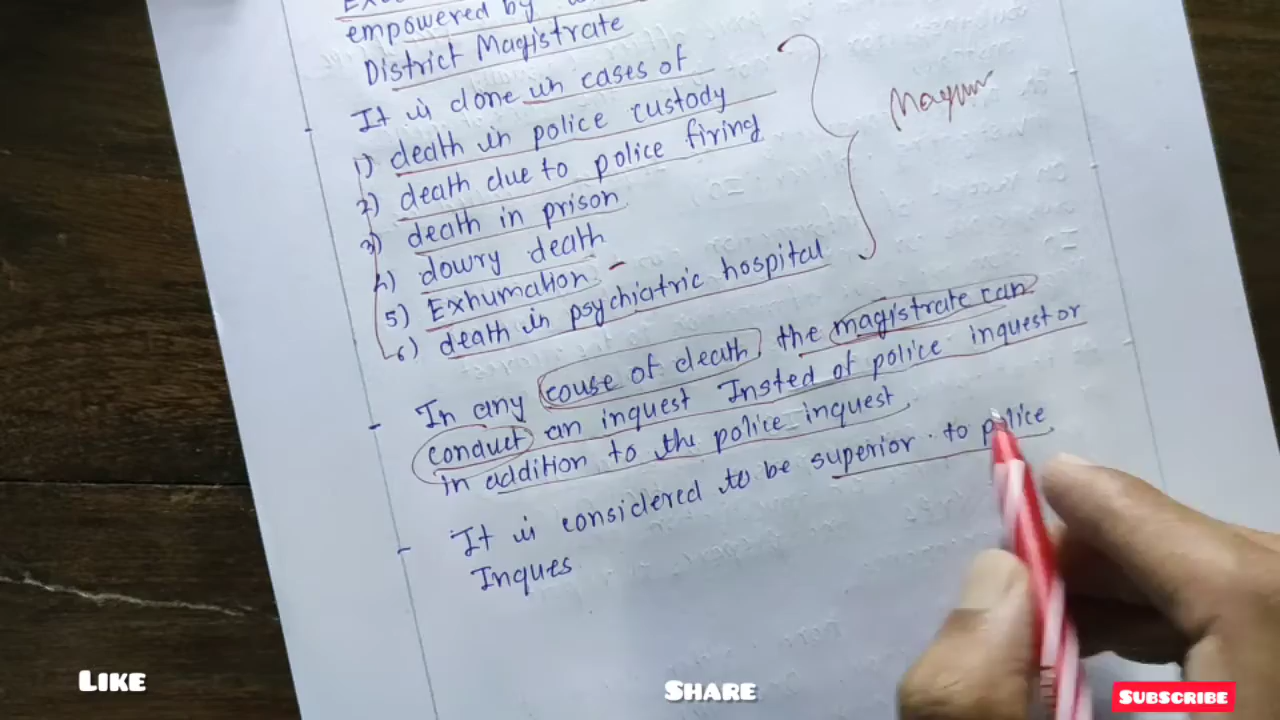 empowered by
District Magistrate
It is done in cases of
1) death in police custody
2) death due to police firing
3) death in prison
4) dowry death
5) Exhumation
6) death in psychiatric hospital
In any couse of death, the magistrate can
conduct an inquest Insted of police inquest or
in addition to the police inquest.
It is considered to be superior to police
Inques
LIKE
SHARE
SUBSCRIBE